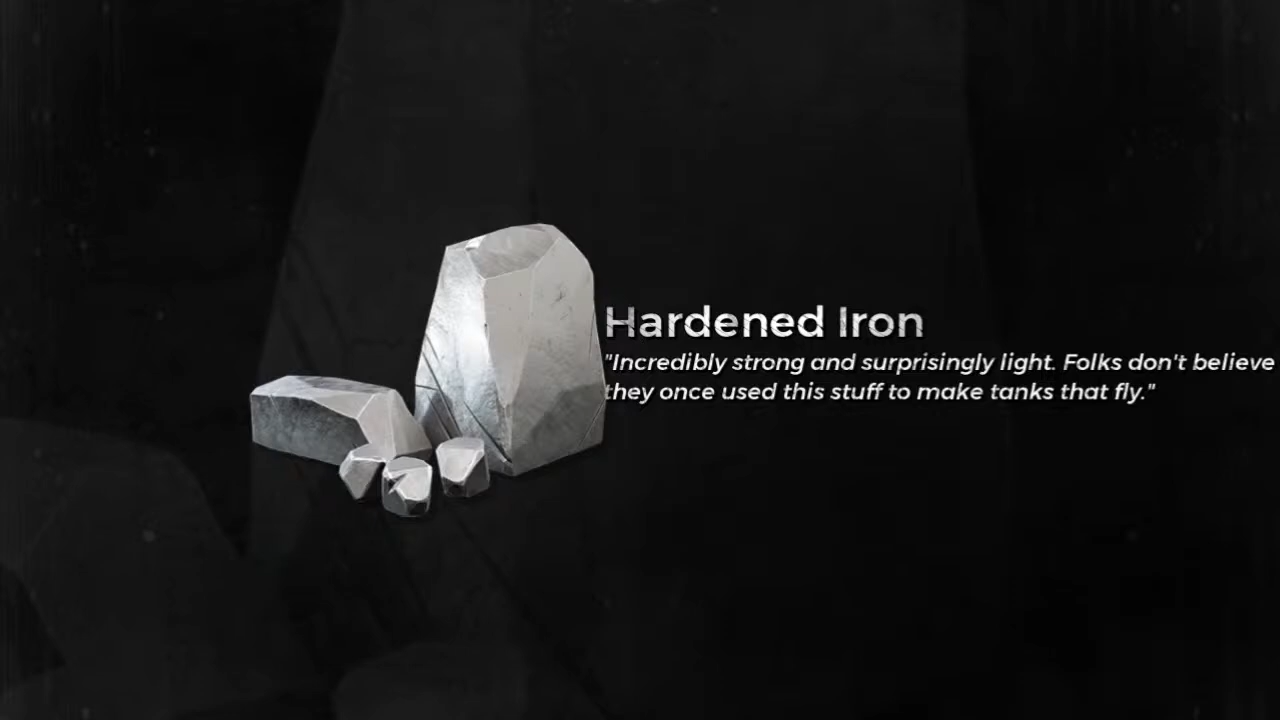 Hardened Iron
"Incredibly strong and surprisingly light. Folks don't believe
they once used this stuff to make tanks that fly."